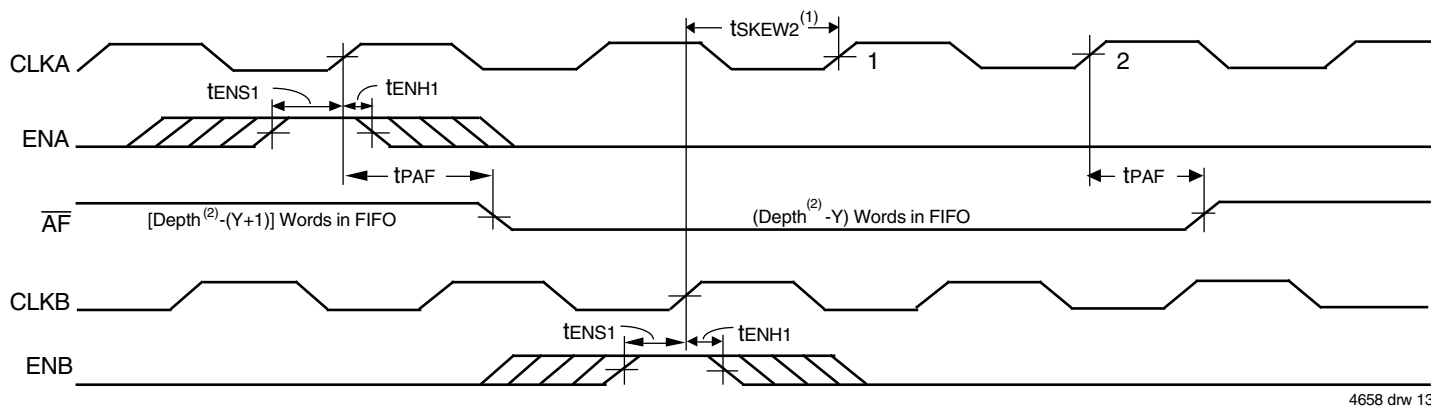 tSKEW2(1)
CLKA
1
2
tENS1
tENH1
ENA
tPAF
tPAF
AF
[Depth(2)-(Y+1)] Words in FIFO
(Depth(2) -Y) Words in FIFO
CLKB
tENS1
tENH1
ENB
4658 drw 13